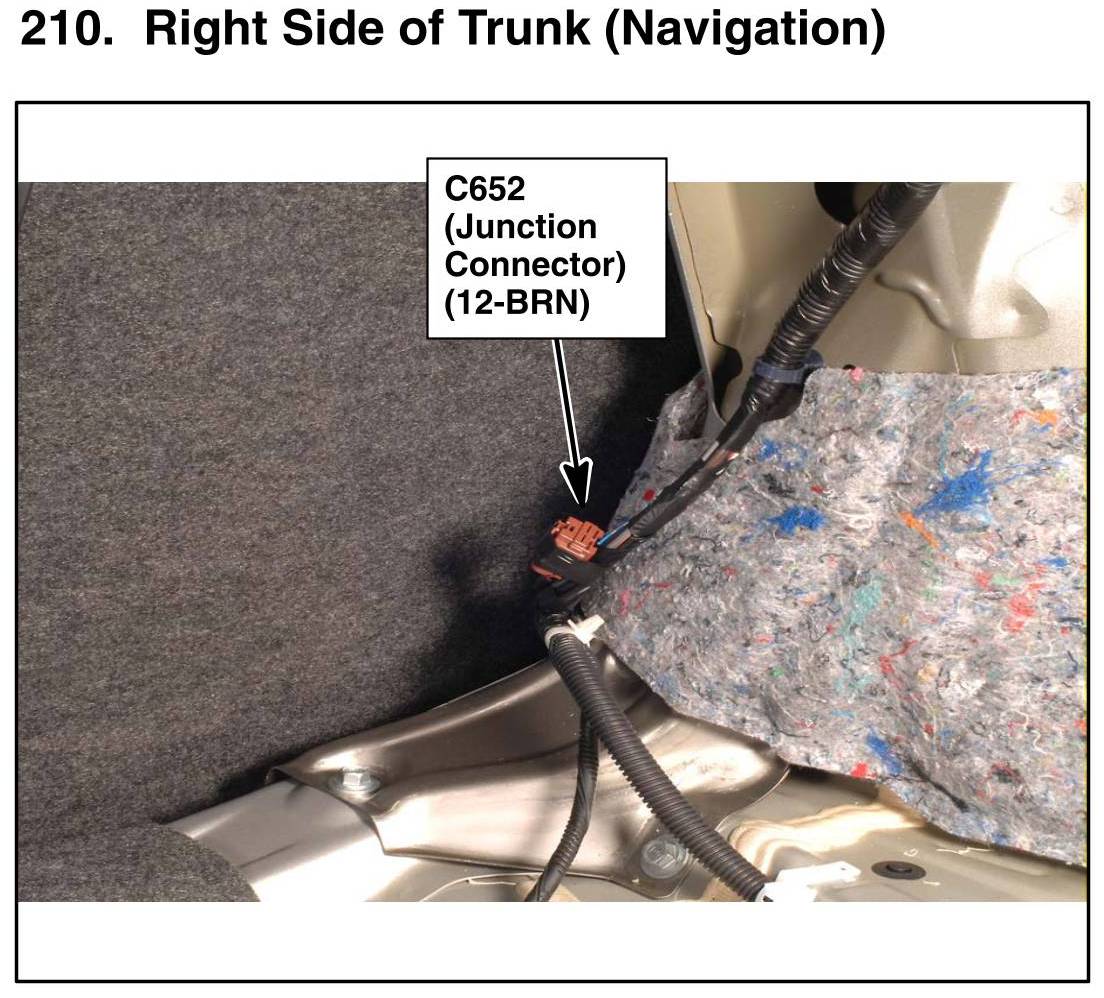 210. Right Side of Trunk (Navigation)
C652
(Junction
Connector)
(12-BRN)